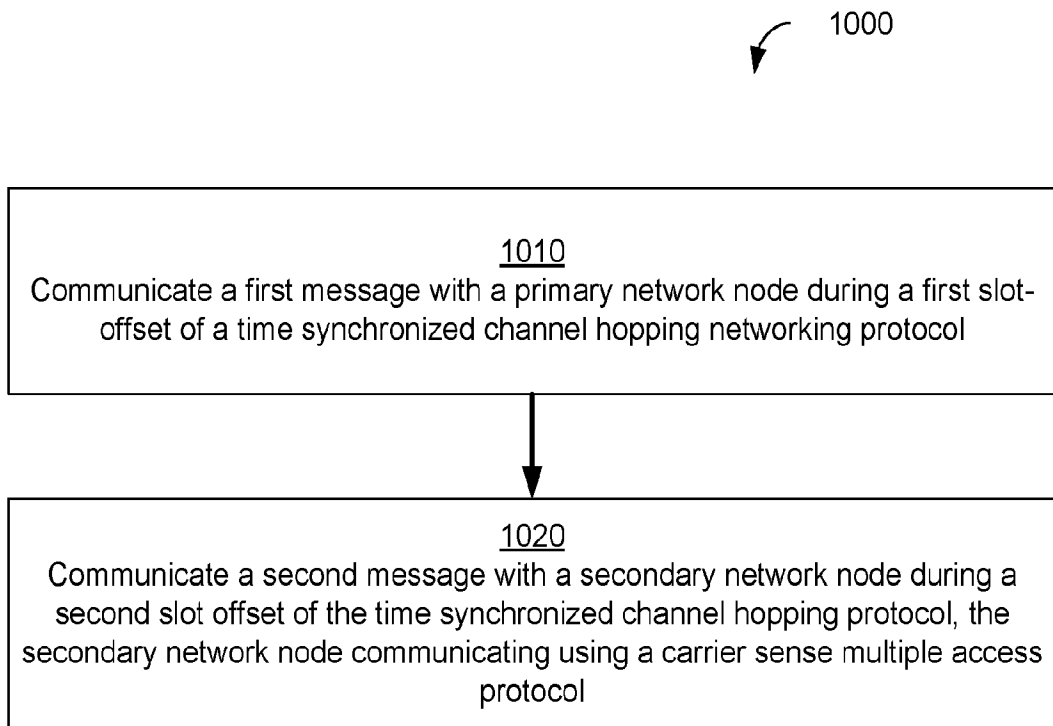 1000
1010
Communicate a first message with a primary network node during a first slot-
offset of a time synchronized channel hopping networking protocol
1020
Communicate a second message with a secondary network node during a
second slot offset of the time synchronized channel hopping protocol, the
secondary network node communicating using a carrier sense multiple access
protocol